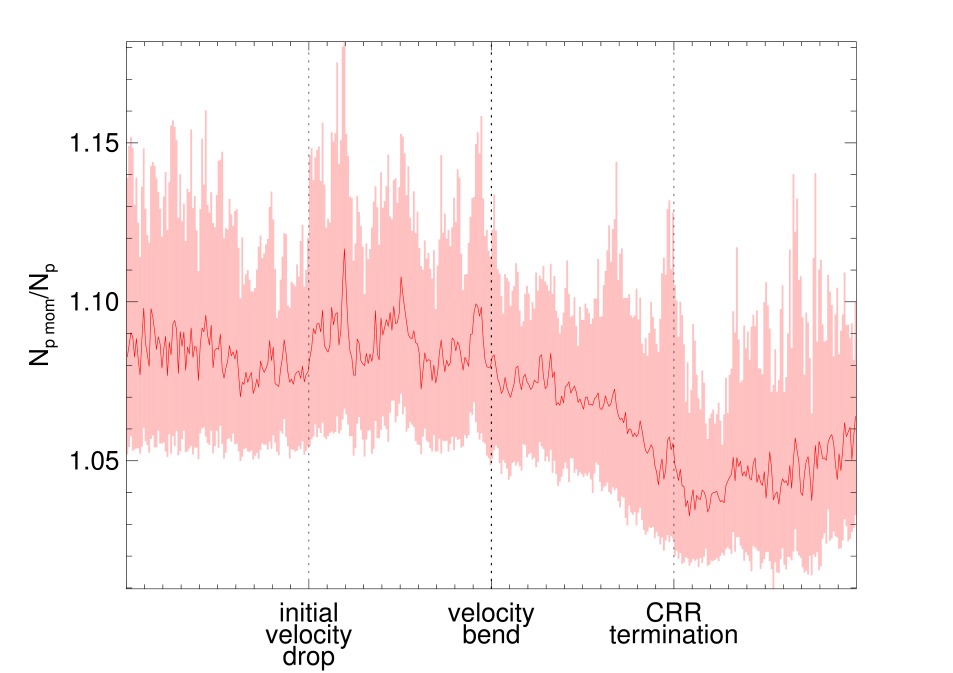 1.15
1.10
1.05
N_p mom/N_p
initial
velocity
drop
velocity
bend
CRR
termination